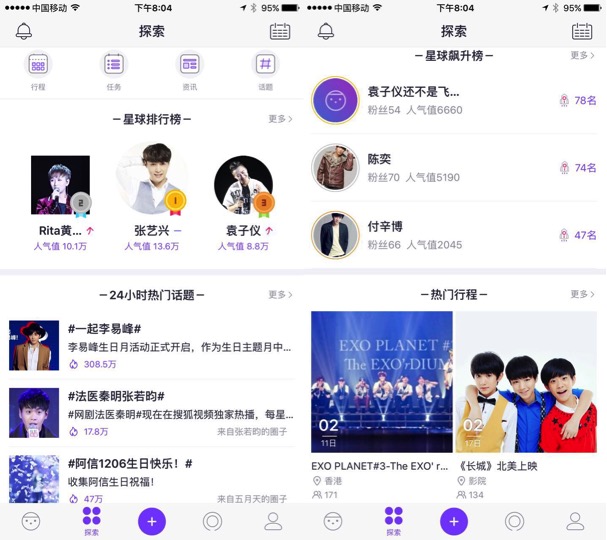 中国移动
下午8:04
95%
探索
行程
任务
资讯
话题
星球排行榜
更多
2
1
3
Rita黄...
张艺兴
袁子仪
人气值 10.1万
人气值 13.6万
人气值 8.8万
24小时热门话题
更多
#一起李易峰#
李易峰生日月活动正式开启，作为生日主题月中...
308.5万
#法医秦明张若昀#
#网剧法医秦明#现在在搜狐视频独家热播，每星...
17.8万
来自张若昀的圈子
#阿信1206生日快乐！#
收集阿信生日祝福！
47万
来自五月天的圈子
探索
中国移动
下午8:04
95%
探索
星球飙升榜
更多
袁子仪还不是飞...
粉丝54 人气值6660
78名
陈奕
粉丝70 人气值5190
74名
付辛博
粉丝66 人气值2045
47名
热门行程
更多
EXO PLANET #
The EXO'rDIUM
02
11日
02
17日
EXO PLANET#3-The EXO' r...
《长城》北美上映
香港
影院
171
134
探索